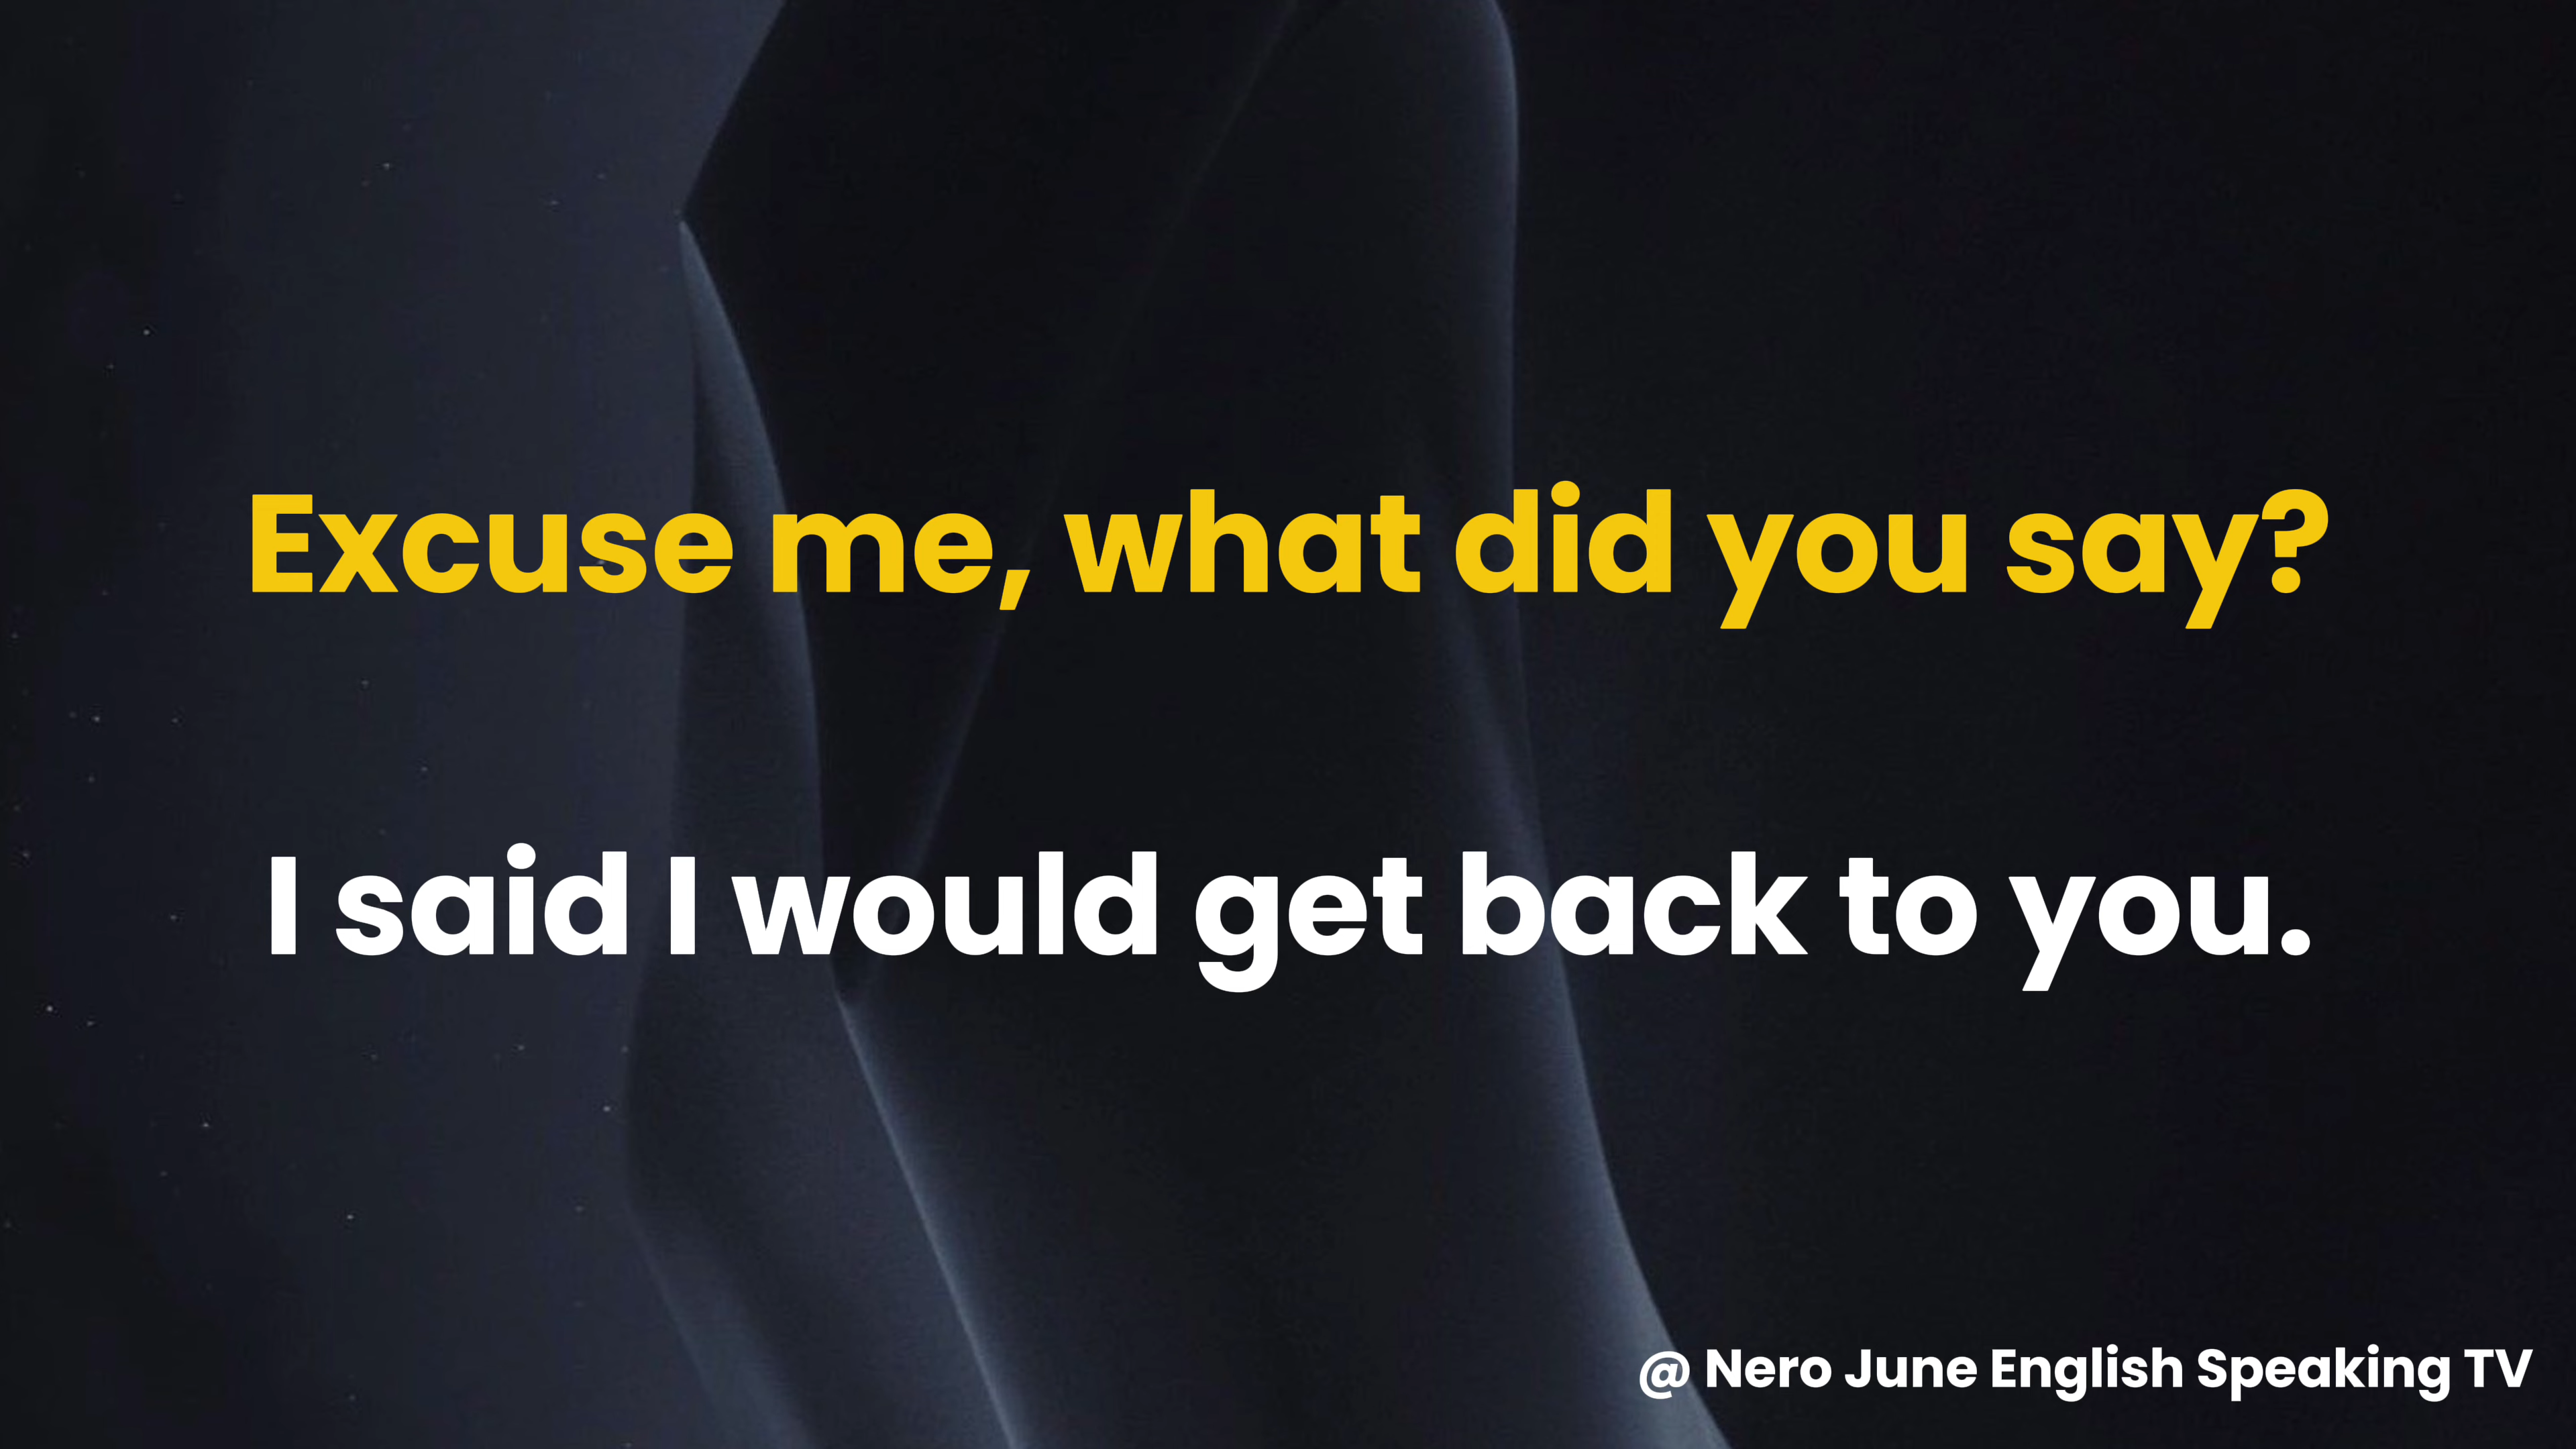 Excuse me, what did you say?
I said I would get back to you.
@ Nero June English Speaking TV